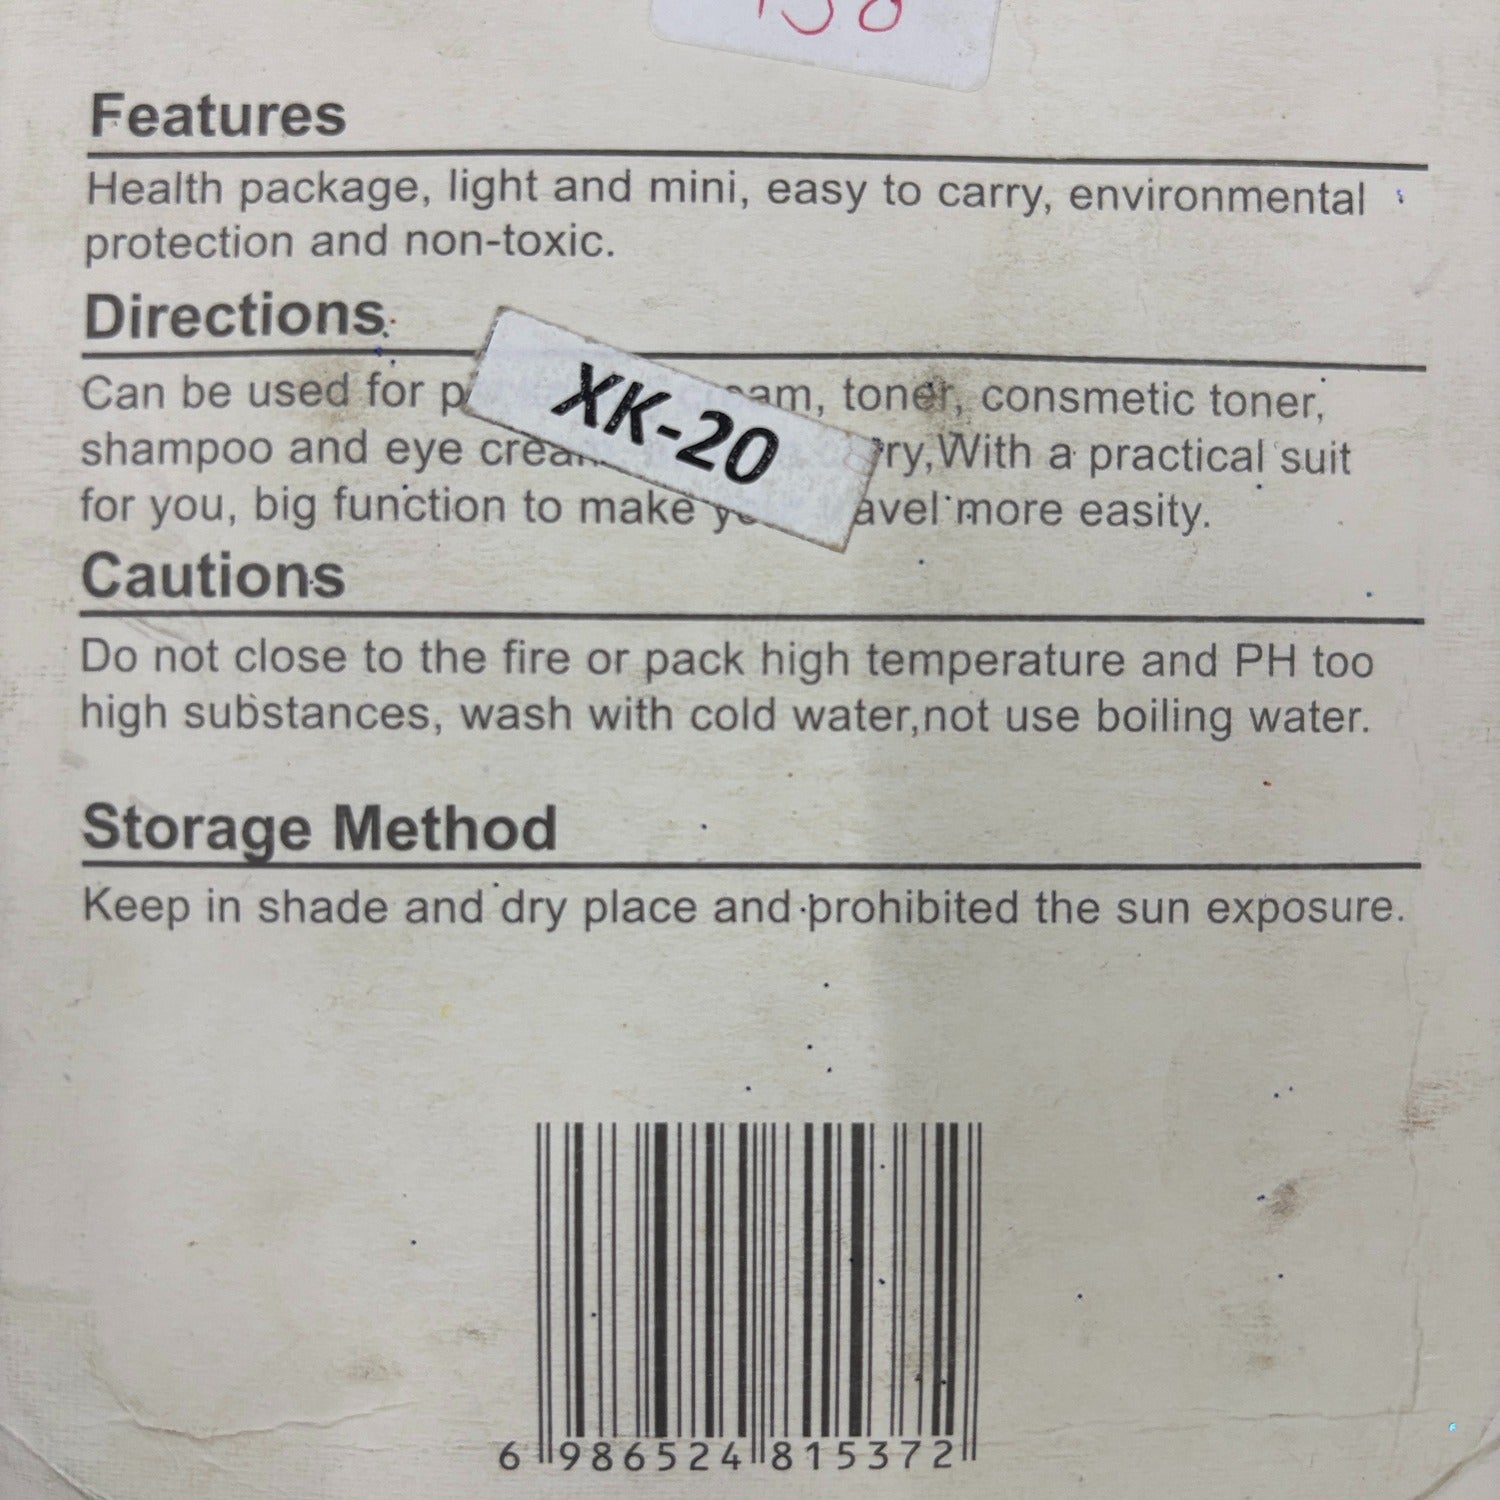 Features
Health package, light and mini, easy to carry, environmental
protection and non-toxic.
Directions
Can be used for toner, consmetic toner,
XK-20
shampoo and eye With a practical suit
for you, big function to make more easity.
Cautions
Do not close to the fire or pack high temperature and PH too
high substances, wash with cold water,not use boiling water.
Storage Method
Keep in shade and dry place and prohibited the sun exposure.
6 986524 815372